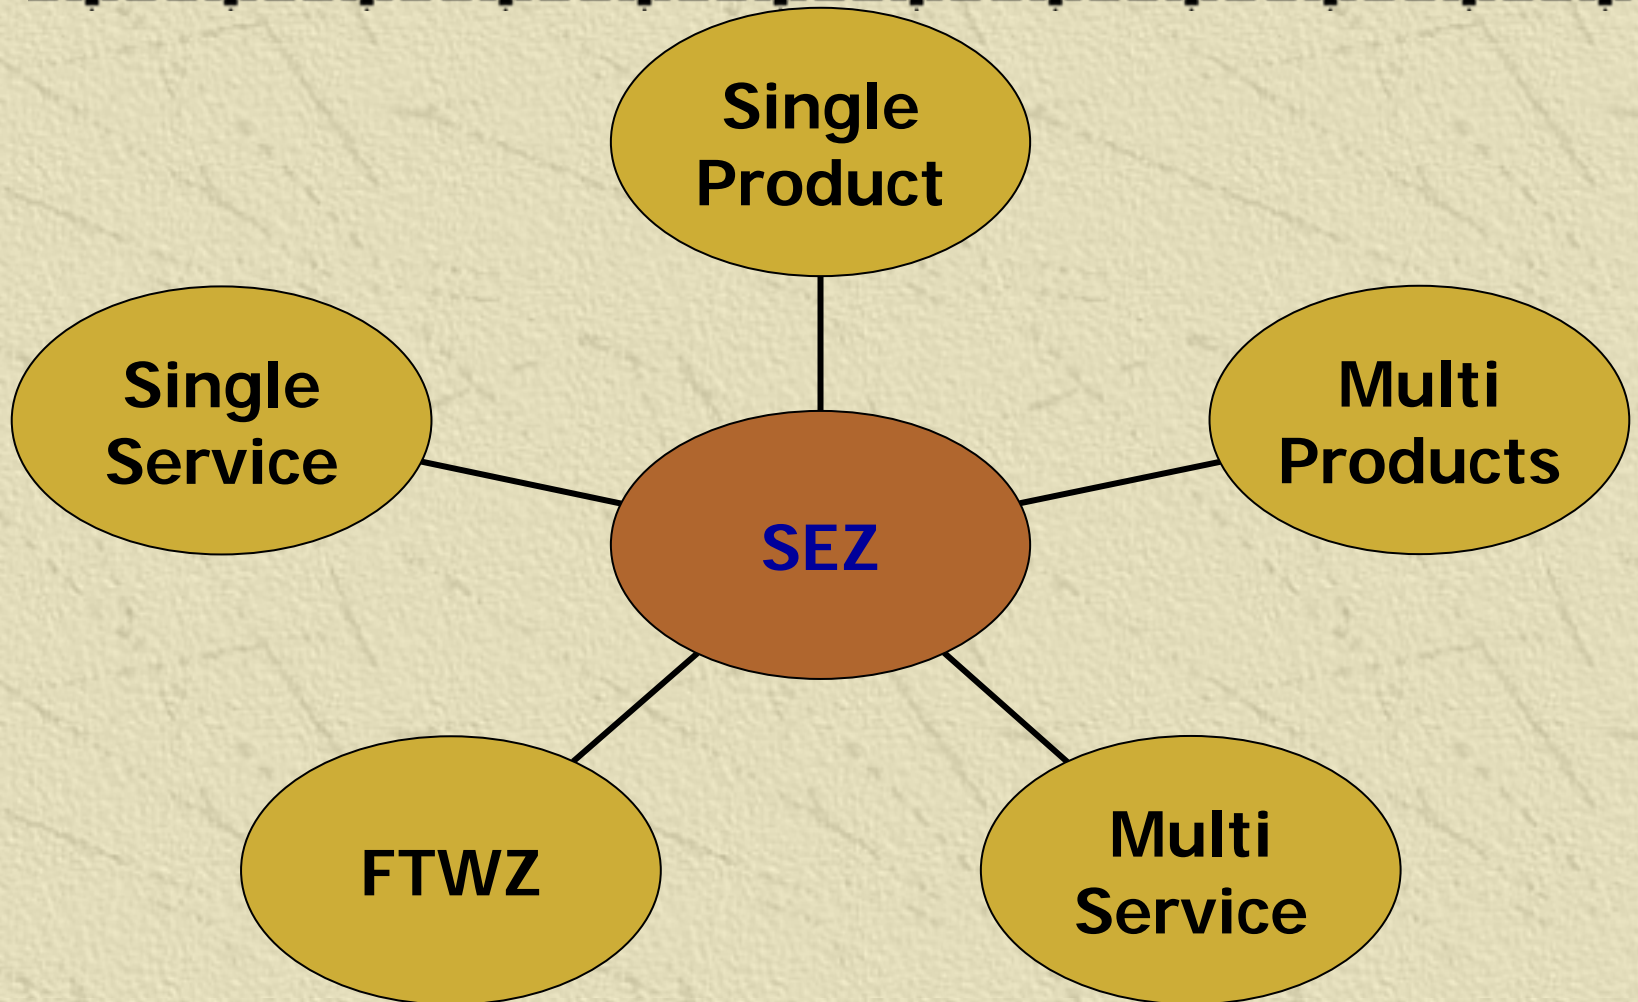 Single
Product
Single
Service
Multi
Products
SEZ
FTWZ
Multi
Service